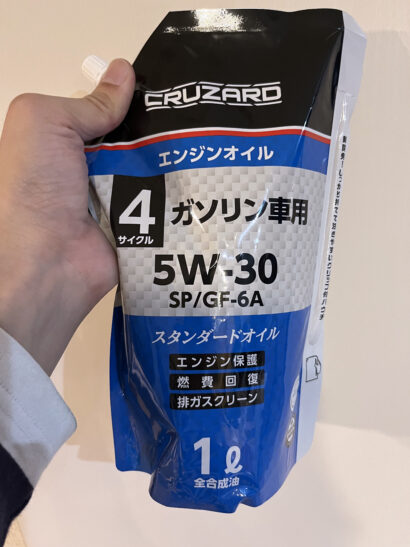 CRUZARD
エンジンオイル
4
サイクル
ガソリン車用
5W-30
SP/GF-6A
スタンダードオイル
エンジン保護
燃費回復
排ガスクリーン
1ℓ
全合成油